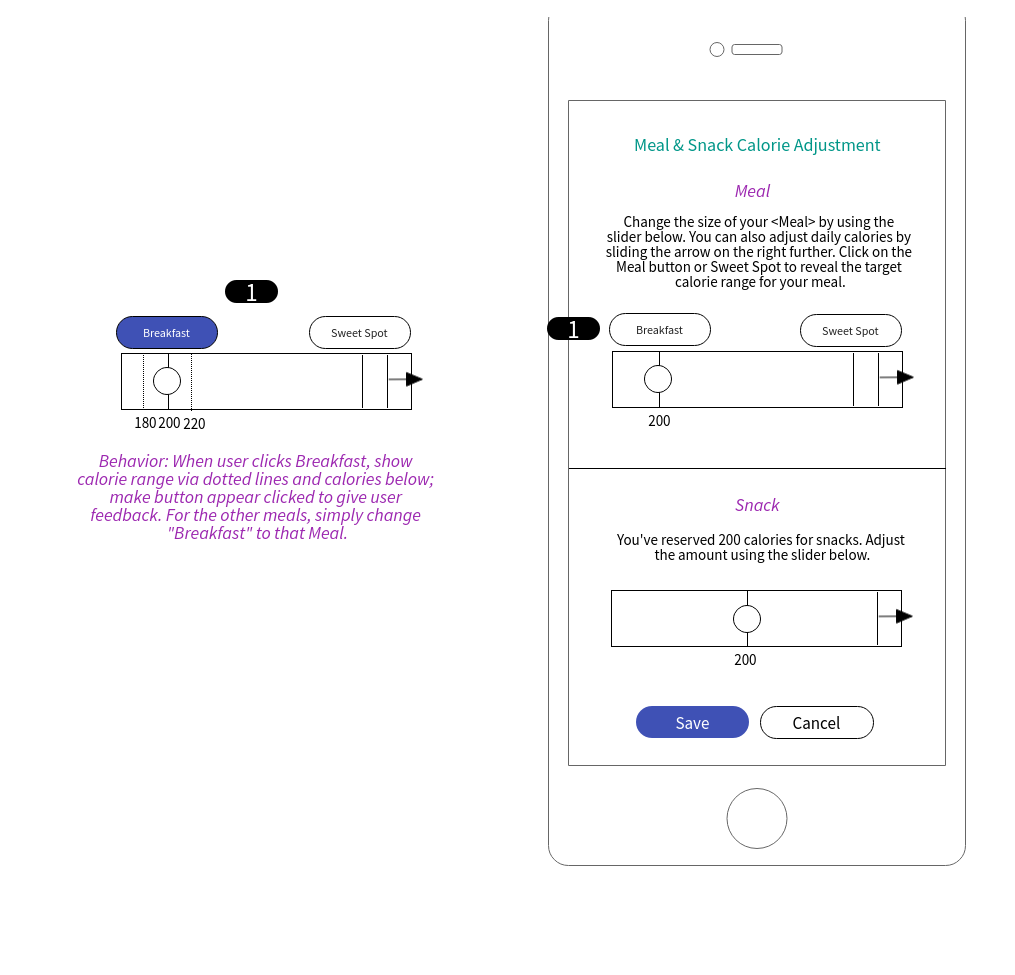 1
Breakfast
Sweet Spot
180 200 220
Behavior: When user clicks Breakfast, show
calorie range via dotted lines and calories below;
make button appear clicked to give user
feedback. For the other meals, simply change
"Breakfast" to that Meal.
Meal & Snack Calorie Adjustment
Meal
Change the size of your <Meal> by using the
slider below. You can also adjust daily calories by
sliding the arrow on the right further. Click on the
Meal button or Sweet Spot to reveal the target
calorie range for your meal.
1
Breakfast
Sweet Spot
200
Snack
You've reserved 200 calories for snacks. Adjust
the amount using the slider below.
200
Save
Cancel